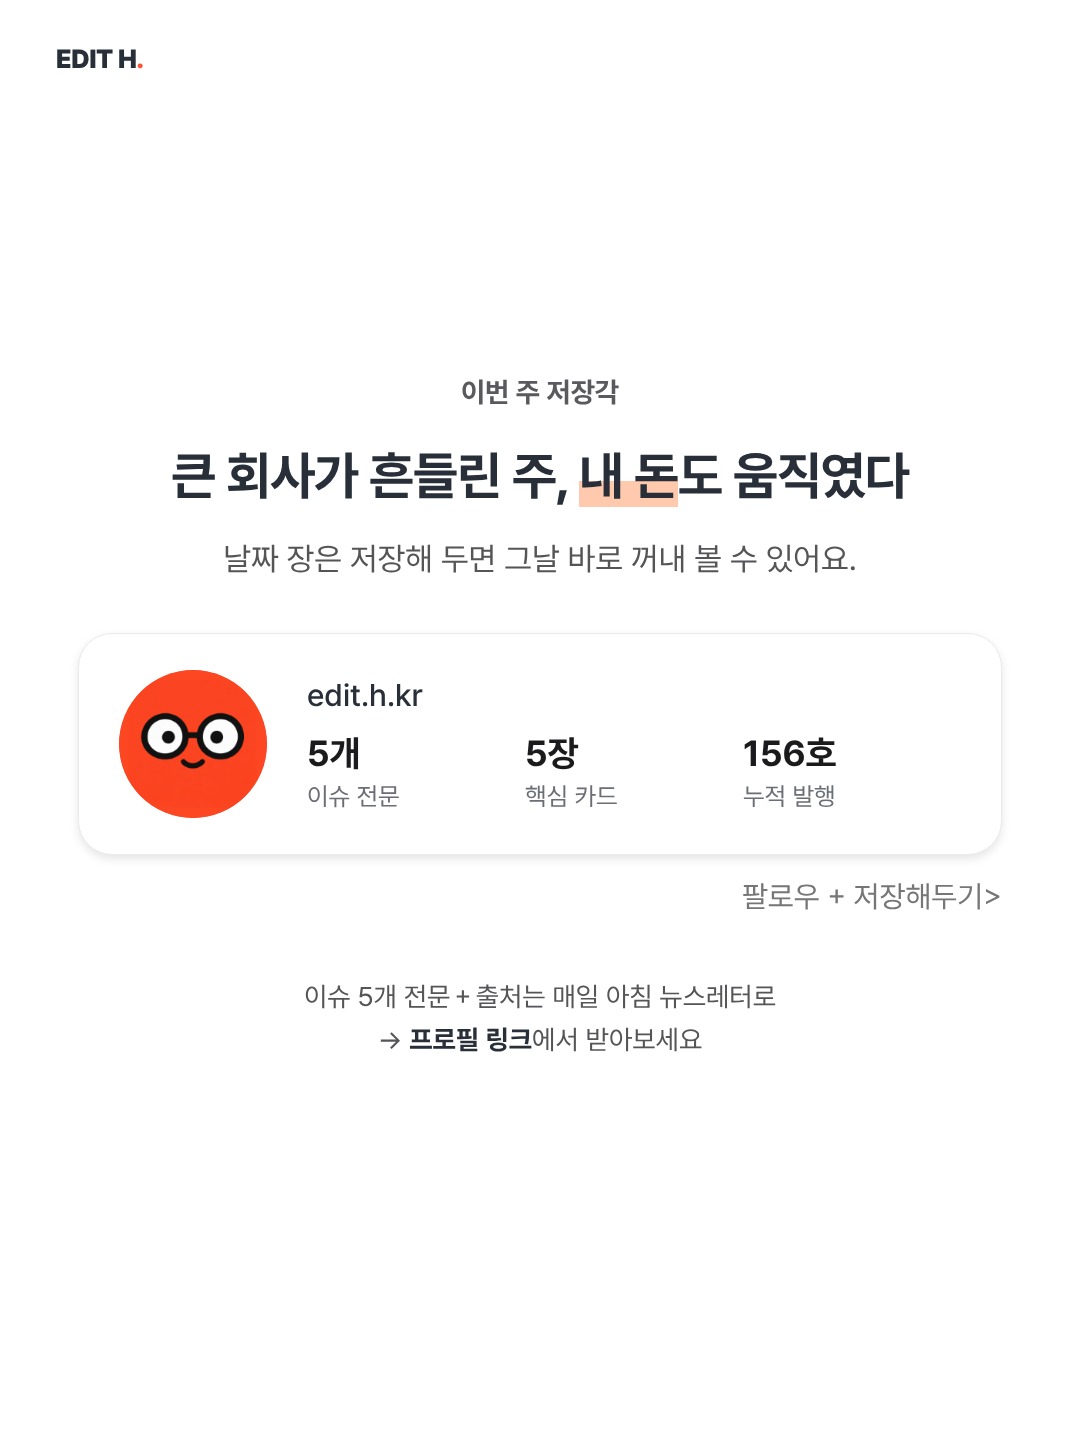 EDIT H.
이번 주 저장각
큰 회사가 흔들린 주, 내 돈도 움직였다
날짜 장은 저장해 두면 그날 바로 꺼내 볼 수 있어요.
edit.h.kr
5개 5장 156호
이슈 전문 핵심 카드 누적 발행
팔로우 + 저장해두기>
이슈 5개 전문 + 출처는 매일 아침 뉴스레터로
→ 프로필 링크에서 받아보세요